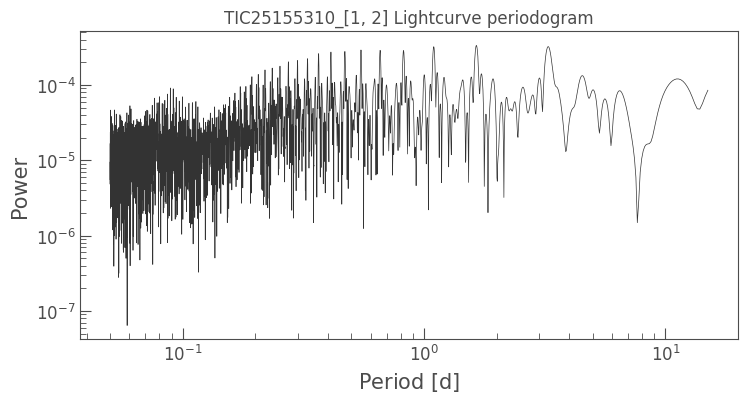 TIC25155310_[1, 2] Lightcurve periodogram
10⁻⁴
10⁻⁵
10⁻⁶
10⁻⁷
Power
10⁻¹ 10⁰ 10¹
Period [d]